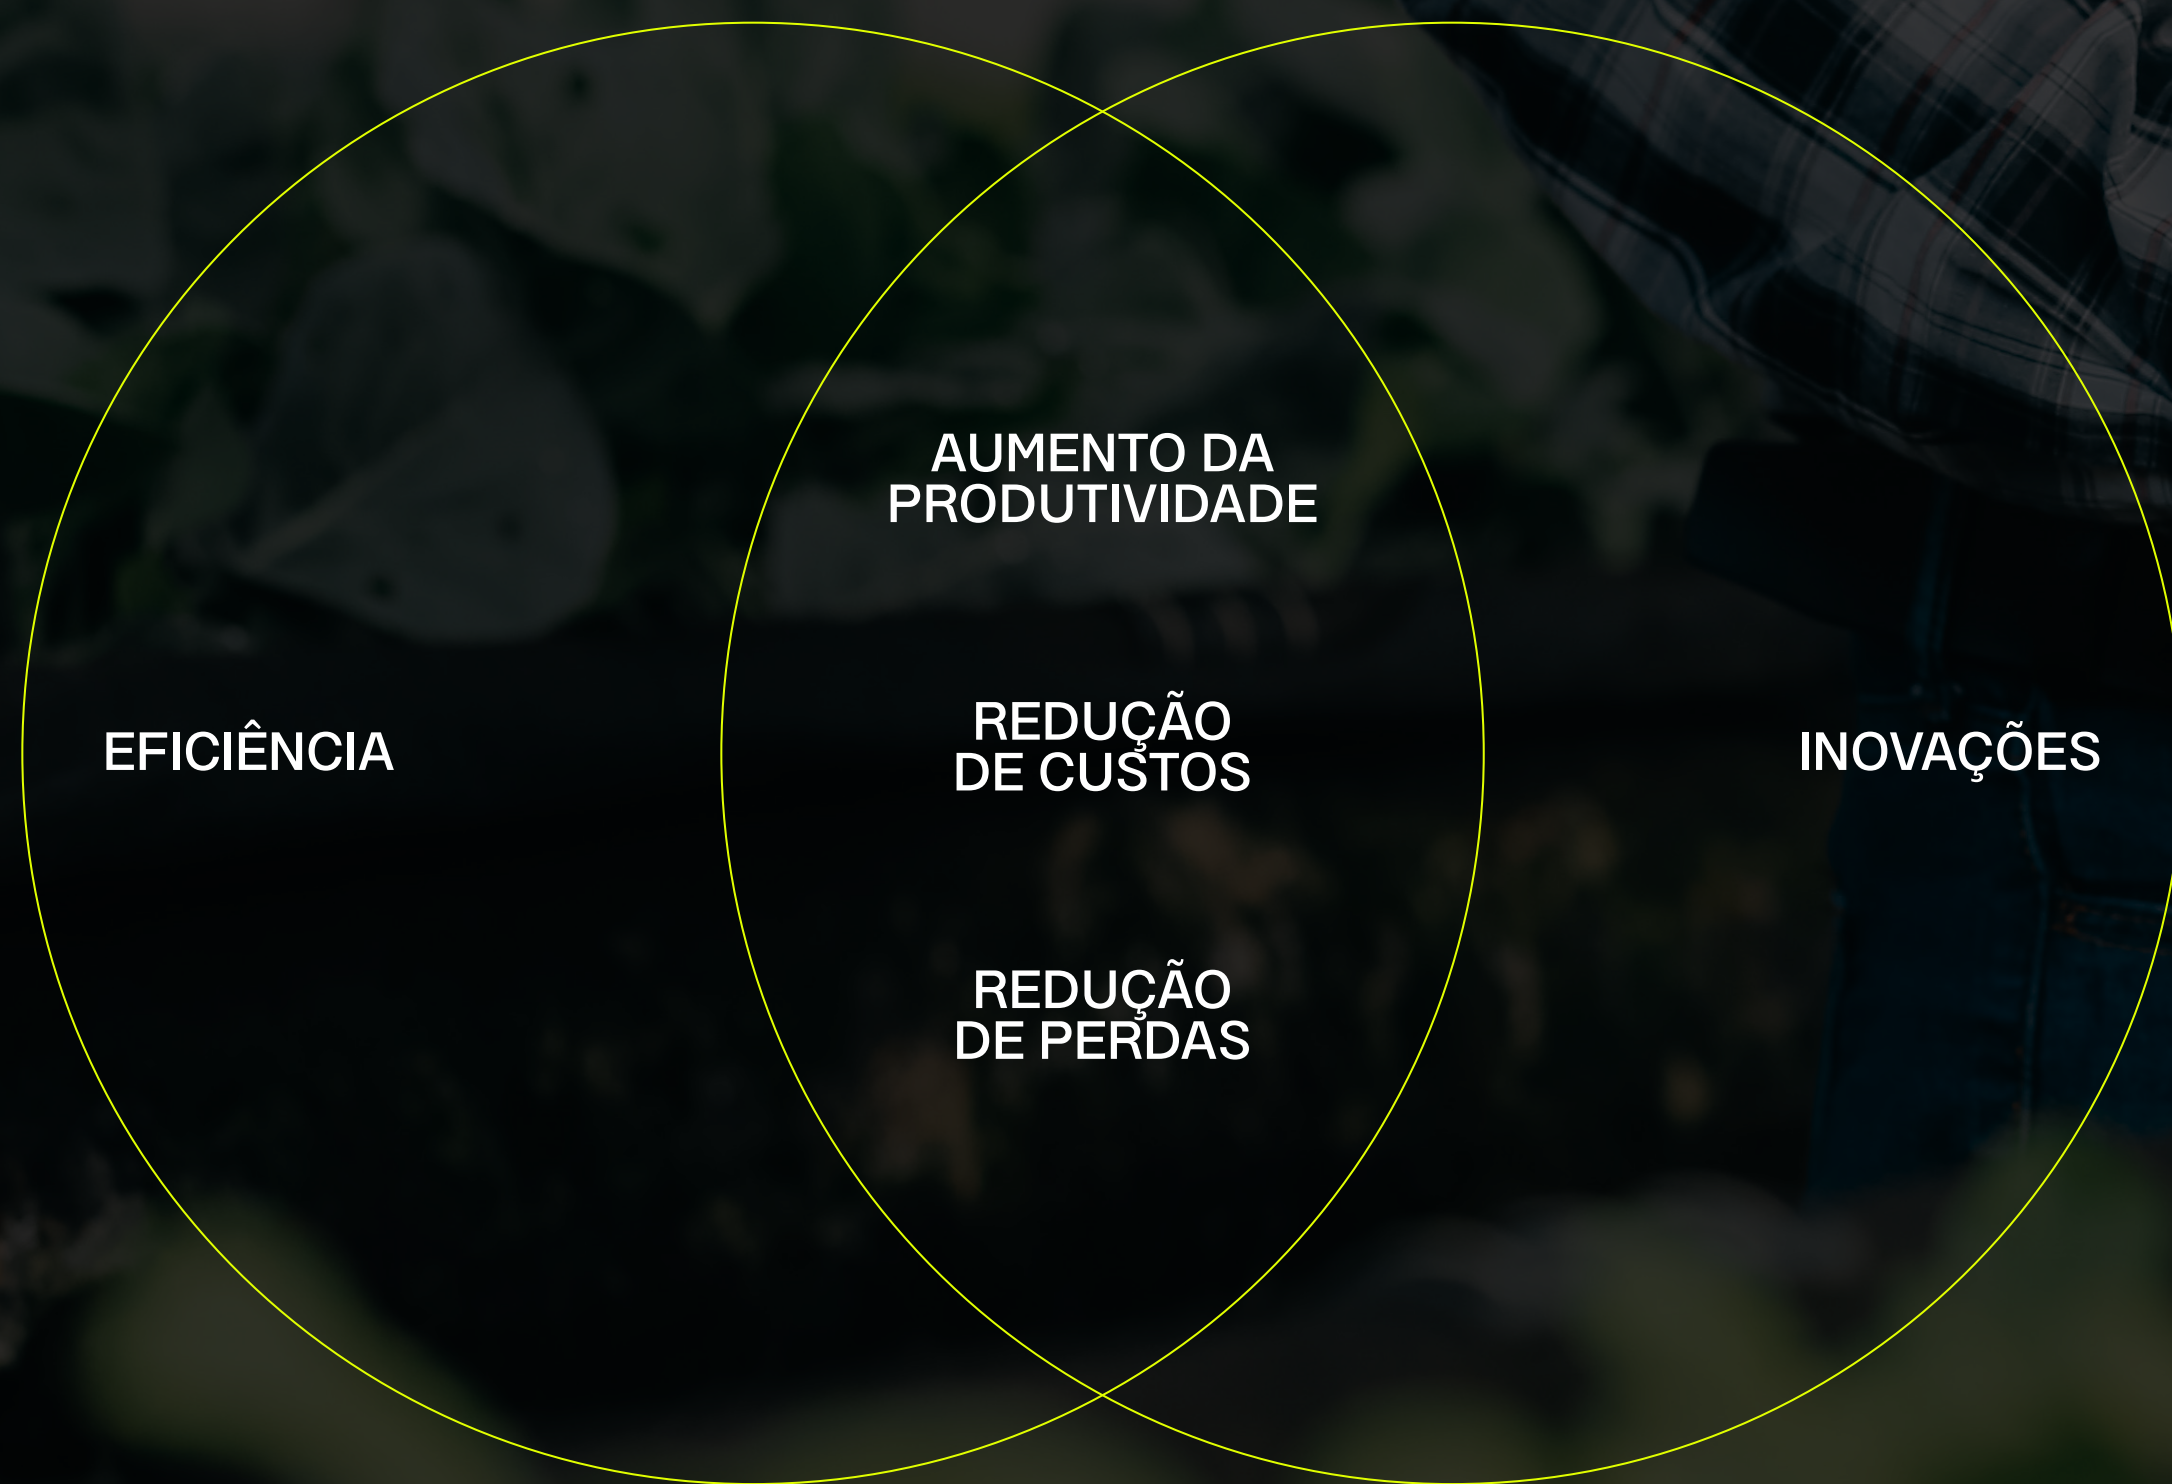 EFICIÊNCIA
AUMENTO DA
PRODUTIVIDADE
REDUÇÃO
DE CUSTOS
REDUÇÃO
DE PERDAS
INOVAÇÕES